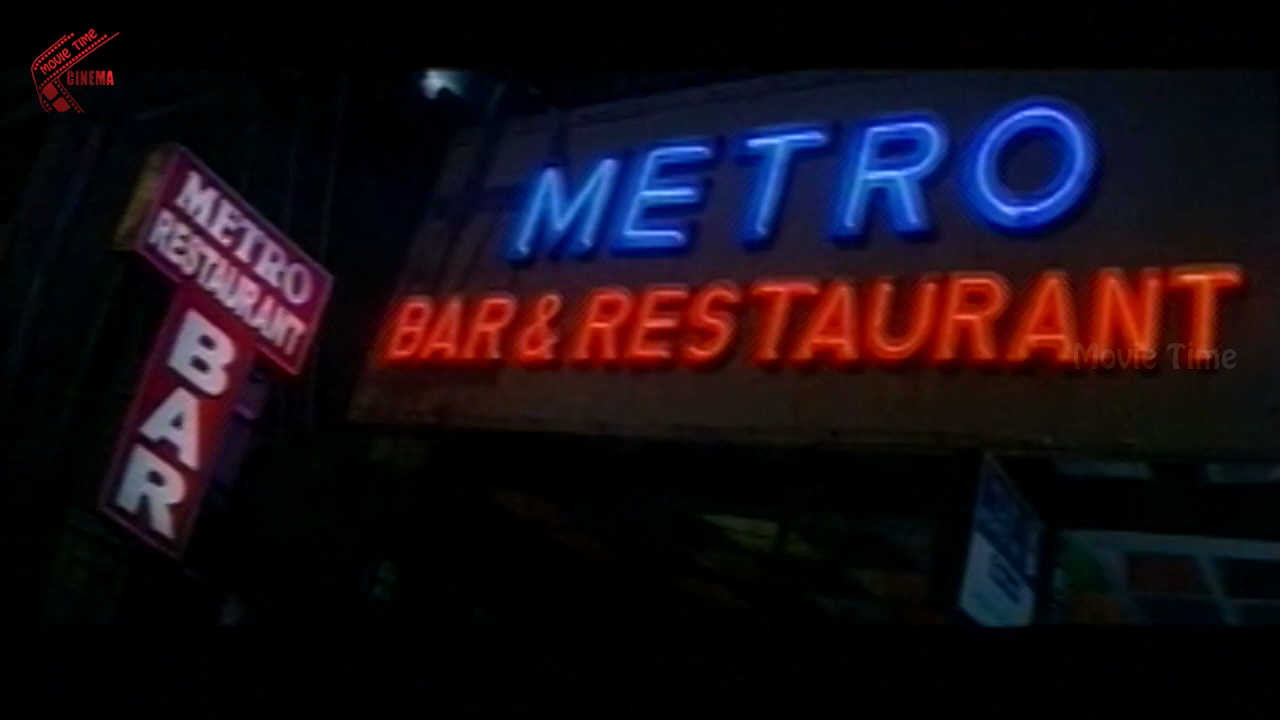 MOVIE TIME
CINEMA
METRO
RESTAURANT
BAR
METRO
BAR & RESTAURANT
Movie Time